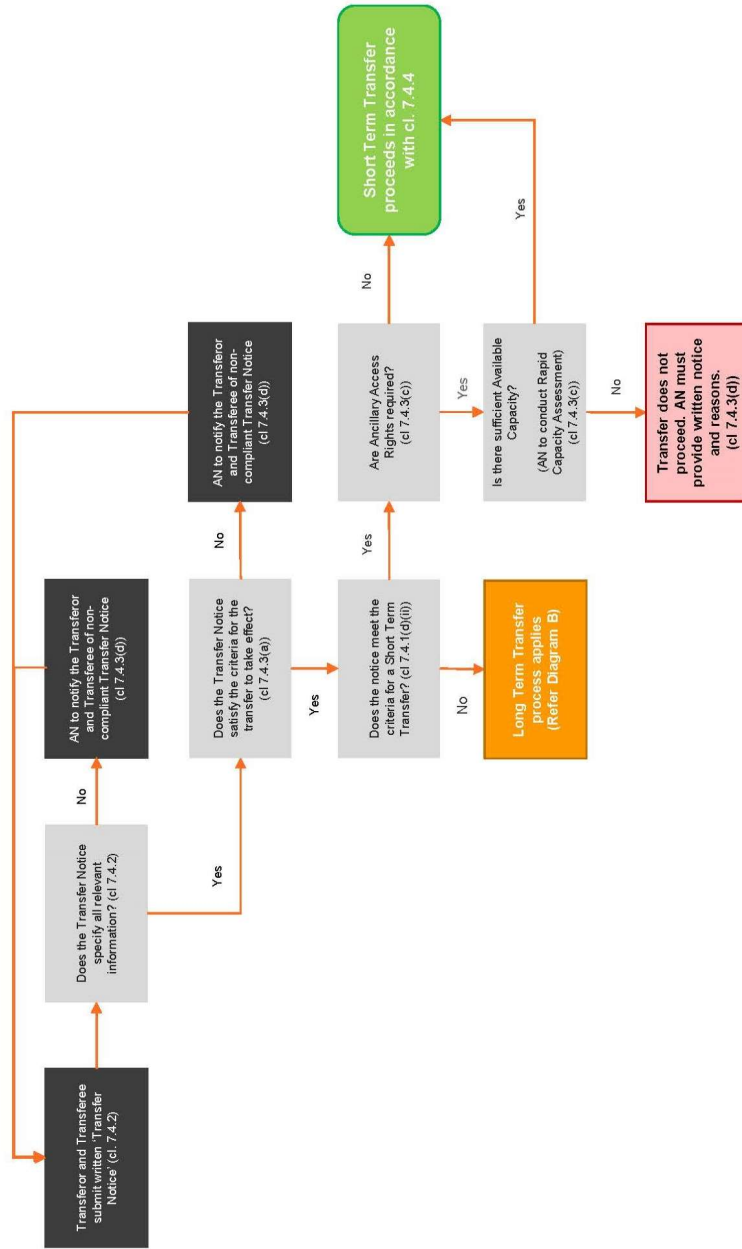 Transferor and Transferee
submit written 'Transfer
Notice' (cl. 7.4.2)
Does the Transfer Notice
specify all relevant
information? (cl 7.4.2)
No
AN to notify the Transferor
and Transferee of non-
compliant Transfer Notice
(cl 7.4.3(d))
Yes
Does the Transfer Notice
satisfy the criteria for the
transfer to take effect?
(cl 7.4.3(a))
No
AN to notify the Transferor
and Transferee of non-
compliant Transfer Notice
(cl 7.4.3(d))
Yes
Does the notice meet the
criteria for a Short Term
Transfer? (cl 7.4.1(d)(ii))
Yes
Are Ancillary Access
Rights required?
(cl 7.4.3(c))
No
Short Term Transfer
proceeds in accordance
with cl. 7.4.4
No
Long Term Transfer
process applies
(Refer Diagram B)
Yes
Is there sufficient Available
Capacity?
(AN to conduct Rapid
Capacity Assessment)
(cl 7.4.3(c))
Yes
No
Transfer does not
proceed. AN must
provide written notice
and reasons.
(cl 7.4.3(d))